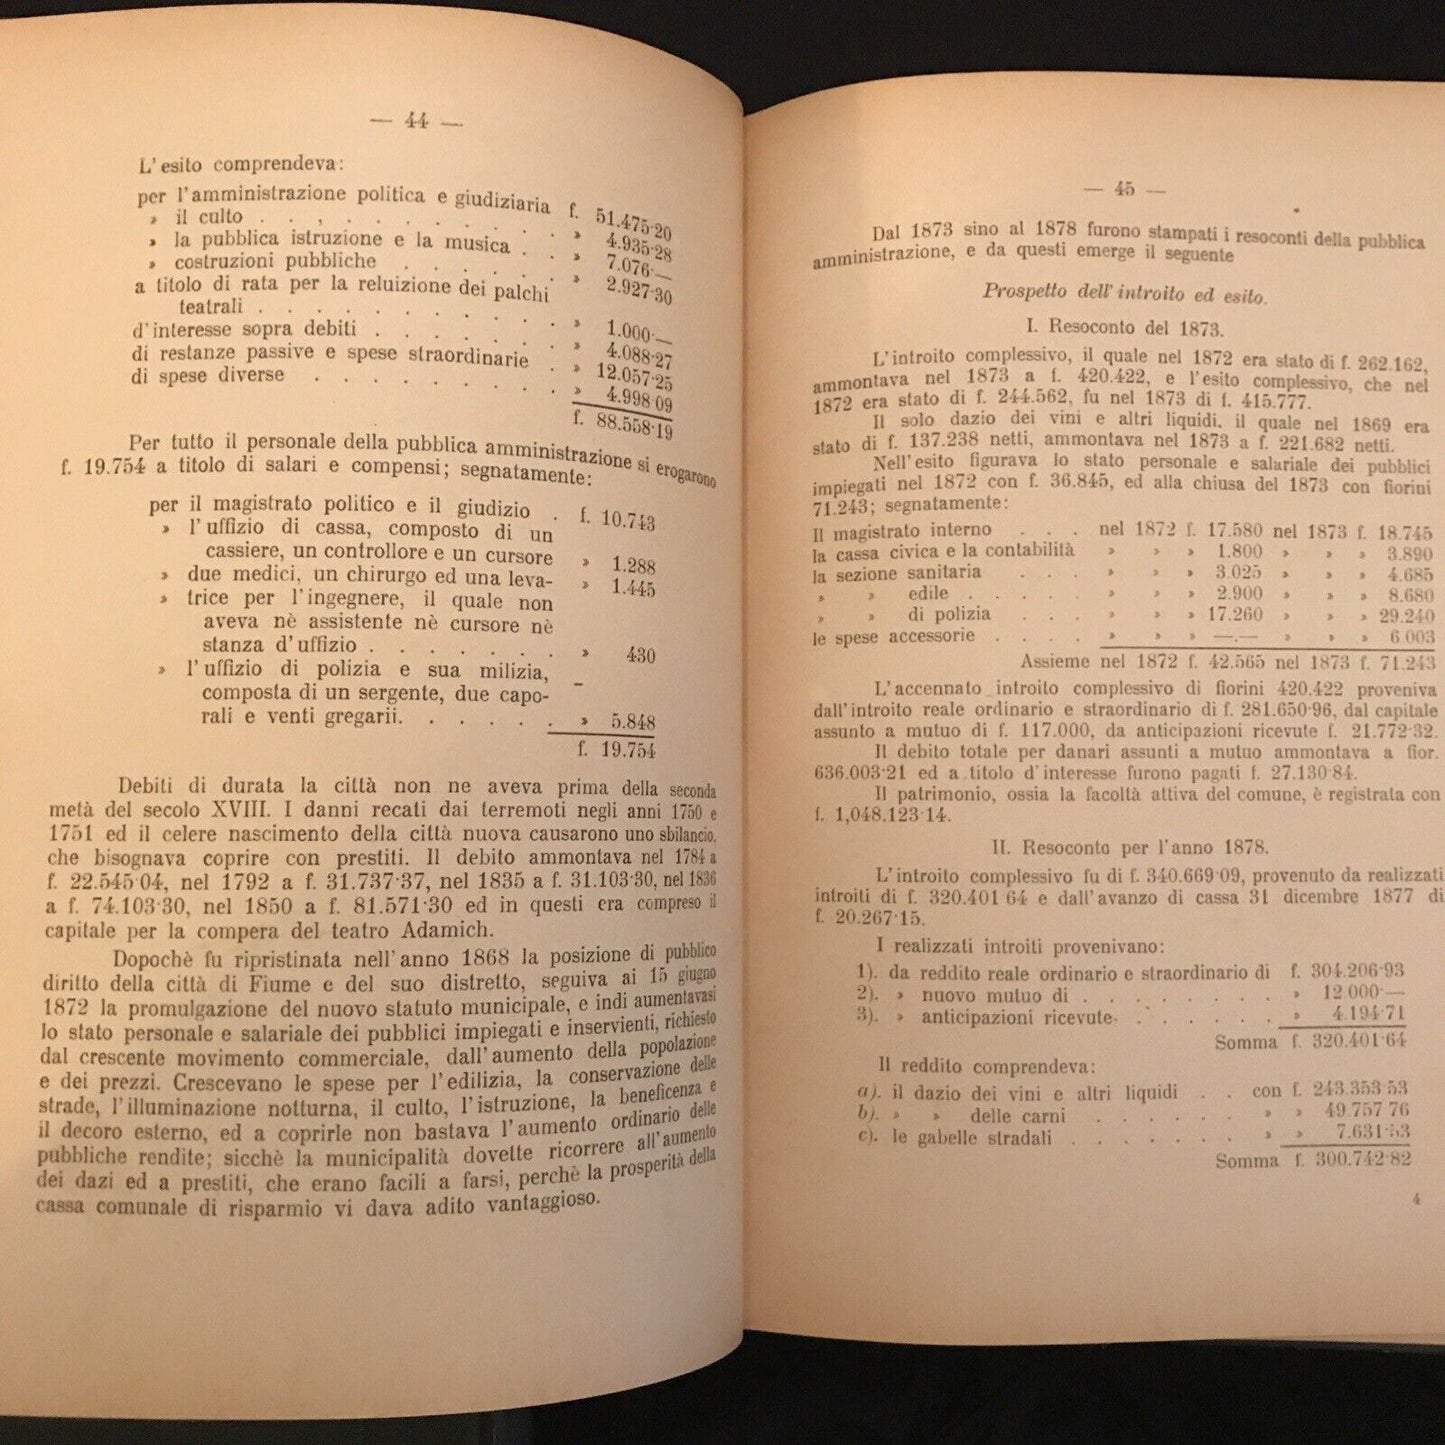 — 44 —
L'esito comprendeva:
per l'amministrazione politica e giudiziaria f. 51.475·20
» il culto . . , . . . . . . . . » 4.935·28
» la pubblica istruzione e la musica . . » 7.076·—
» costruzioni pubbliche . . . . . . » 2.927·30
a titolo di rata per la reluizione dei palchi
teatrali . . . . . . . . . . . » 1.000·—
d'interesse sopra debiti . . . . . . . » 4.088·27
di restanze passive e spese straordinarie . » 12.057·25
di spese diverse . . . . . . . . . » 4.998·09
f. 88.558·19
Per tutto il personale della pubblica amministrazione si erogarono
f. 19.754 a titolo di salari e compensi; segnatamente:
per il magistrato politico e il giudizio . f. 10.743
» l'uffizio di cassa, composto di un
cassiere, un controllore e un cursore » 1.288
» due medici, un chirurgo ed una leva- » 1.445
» trice per l'ingegnere, il quale non
aveva nè assistente nè cursore nè
stanza d'uffizio . . . . . . . » 430
» l'uffizio di polizia e sua milizia,
composta di un sergente, due capo-
rali e venti gregarii. . . . . . » 5.848
f. 19.754
Debiti di durata la città non ne aveva prima della seconda
metà del secolo XVIII. I danni recati dai terremoti negli anni 1750 e
1751 ed il celere nascimento della città nuova causarono uno sbilancio,
che bisognava coprire con prestiti. Il debito ammontava nel 1784 a
f. 22.545·04, nel 1792 a f. 31.737·37, nel 1835 a f. 31.103·30, nel 1836
a f. 74.103·30, nel 1850 a f. 81.571·30 ed in questi era compreso il
capitale per la compera del teatro Adamich.
Dopochè fu ripristinata nell'anno 1868 la posizione di pubblico
diritto della città di Fiume e del suo distretto, seguiva ai 15 giugno
1872 la promulgazione del nuovo statuto municipale, e indi aumentavasi
lo stato personale e salariale dei pubblici impiegati e inservienti, richiesto
dal crescente movimento commerciale, dall'aumento della popolazione
e dei prezzi. Crescevano le spese per l'edilizia, la conservazione delle
strade, l'illuminazione notturna, il culto, l'istruzione, la beneficenza e
il decoro esterno, ed a coprirle non bastava l'aumento ordinario delle
pubbliche rendite; sicchè la municipalità dovette ricorrere all'aumento
dei dazi ed a prestiti, che erano facili a farsi, perchè la prosperità della
cassa comunale di risparmio vi dava adito vantaggioso.
— 45 —
Dal 1873 sino al 1878 furono stampati i resoconti della pubblica
amministrazione, e da questi emerge il seguente
Prospetto dell'introito ed esito.
I. Resoconto del 1873.
L'introito complessivo, il quale nel 1872 era stato di f. 262.162,
ammontava nel 1873 a f. 420.422, e l'esito complessivo, che nel
1872 era stato di f. 244.562, fu nel 1873 di f. 415.777.
Il solo dazio dei vini e altri liquidi, il quale nel 1869 era
stato di f. 137.238 netti, ammontava nel 1873 a f. 221.682 netti.
Nell'esito figurava lo stato personale e salariale dei pubblici
impiegati nel 1872 con f. 36.845, ed alla chiusa del 1873 con fiorini
71.243; segnatamente:
Il magistrato interno . . . nel 1872 f. 17.580 nel 1873 f. 18.745
la cassa civica e la contabilità » » » 1.800 » » » 3.890
la sezione sanitaria . . . » » » 3.025 » » » 4.685
» » edile . . . . . » » » 2.900 » » » 8.680
» » di polizia . . . » » » 17.260 » » » 29.240
le spese accessorie . . . . » » » —.— » » » 6.003
Assieme nel 1872 f. 42.565 nel 1873 f. 71.243
L'accennato introito complessivo di fiorini 420.422 proveniva
dall'introito reale ordinario e straordinario di f. 281.650·96, dal capitale
assunto a mutuo di f. 117.000, da anticipazioni ricevute f. 21.772·32.
Il debito totale per danari assunti a mutuo ammontava a fior.
636.003·21 ed a titolo d'interesse furono pagati f. 27.130·84.
Il patrimonio, ossia la facoltà attiva del comune, è registrata con
f. 1,048.123·14.
II. Resoconto per l'anno 1878.
L'introito complessivo fu di f. 340.669·09, provenuto da realizzati
introiti di f. 320.401 64 e dall'avanzo di cassa 31 dicembre 1877 di
f. 20.267·15.
I realizzati introiti provenivano:
1). da reddito reale ordinario e straordinario di f. 304.206·93
2). » nuovo mutuo di . . . . . . . . » 12.000·—
3). » anticipazioni ricevute . . . . . . » 4.194·71
Somma f. 320.401·64
Il reddito comprendeva:
a). il dazio dei vini e altri liquidi . . con f. 243.353·53
b). » » delle carni . . . . . » » 49.757 76
c). le gabelle stradali . . . . . . . » » 7.631·53
Somma f. 300.742·82
4